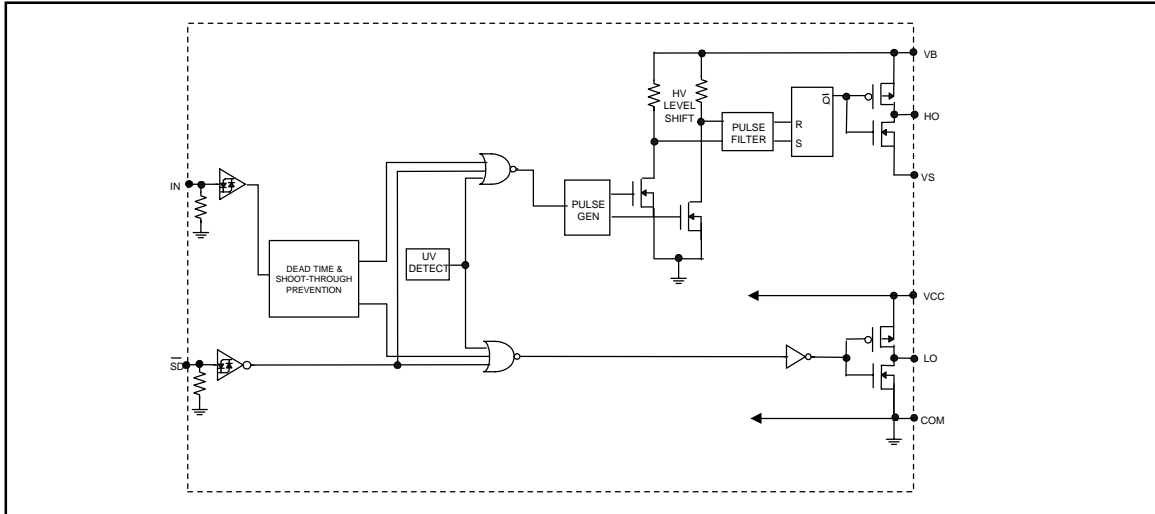 VB
HV
LEVEL
SHIFT
Q
R
S
PULSE
FILTER
HO
VS
IN
PULSE
GEN
DEAD TIME &
SHOOT-THROUGH
PREVENTION
UV
DETECT
VCC
SD
LO
COM